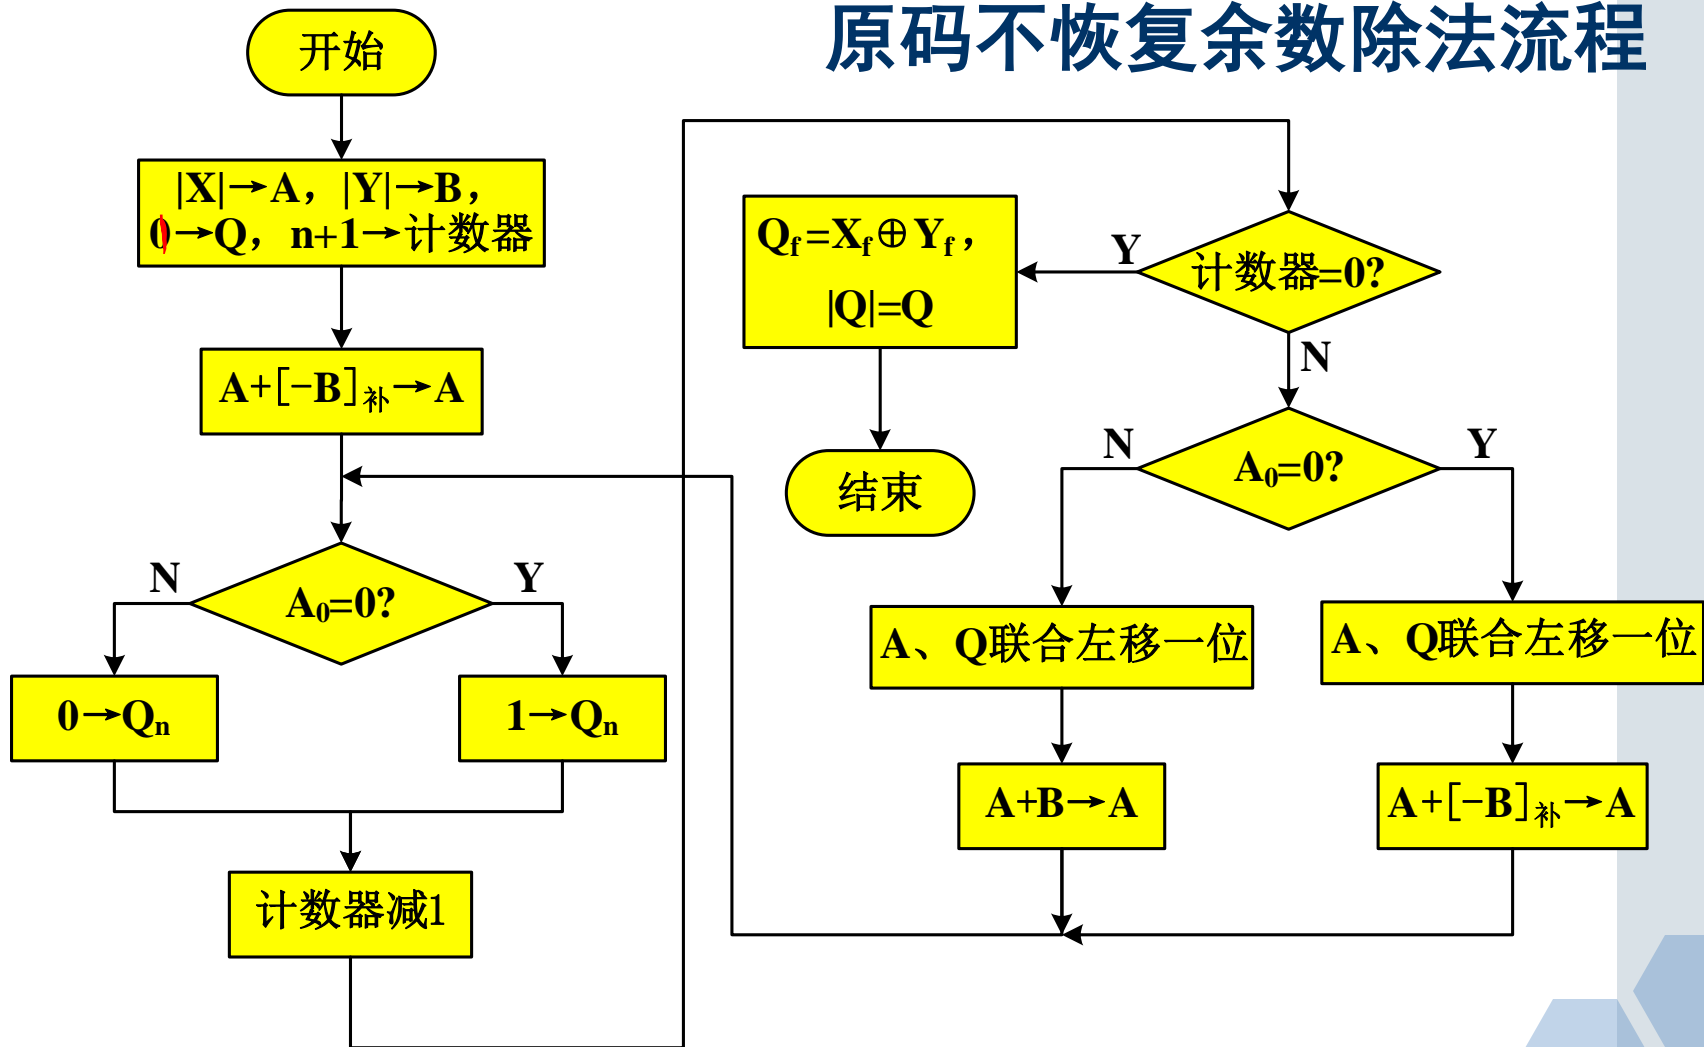 原码不恢复余数除法流程
开始
|X|→A，|Y|→B，
0→Q，n+1→计数器
A+[-B]补→A
A0=0?
N
Y
0→Qn
1→Qn
计数器减1
计数器=0?
Y
N
Qf=Xf⊕Yf，
|Q|=Q
结束
A0=0?
N
Y
A、Q联合左移一位
A+B→A
A、Q联合左移一位
A+[-B]补→A